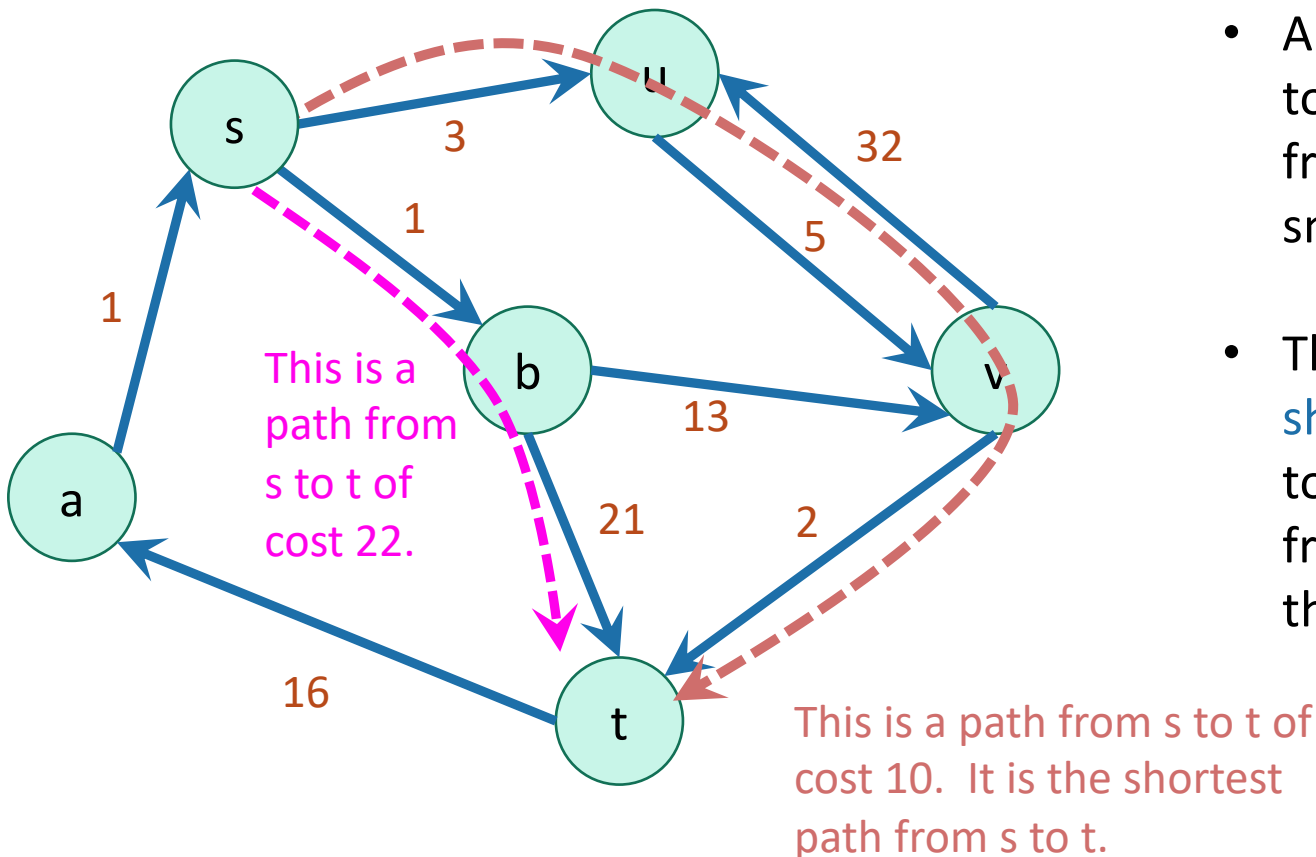 s
u
3
32
1
5
1
This is a
path from
s to t of
cost 22.
b
v
13
a
21
2
16
t
This is a path from s to t of
cost 10. It is the shortest
path from s to t.
• A
to
•